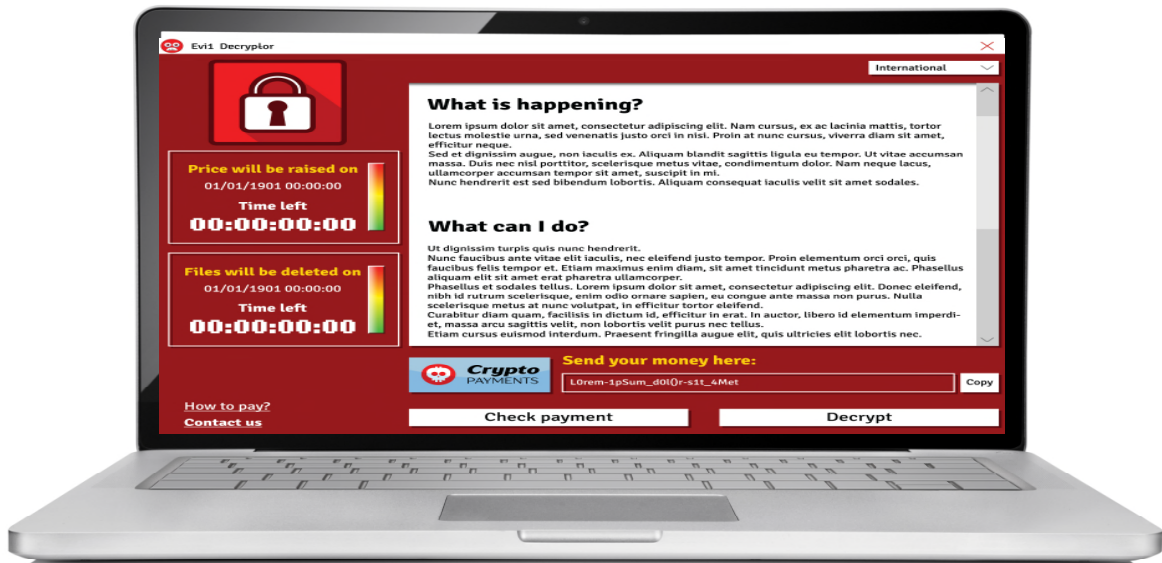 Evi1 Decryptor
International
Price will be raised on
01/01/1901 00:00:00
Time left
00:00:00:00
Files will be deleted on
01/01/1901 00:00:00
Time left
00:00:00:00
How to pay?
Contact us
What is happening?
Lorem ipsum dolor sit amet, consectetur adipiscing elit. Nam cursus, ex ac lacinia mattis, tortor
lectus molestie urna, sed venenatis justo orci in nisi. Proin at nunc cursus, viverra diam sit amet,
efficitur neque.
Sed et dignissim augue, non iaculis ex. Aliquam blandit sagittis ligula eu tempor. Ut vitae accumsan
massa. Duis nec nisl porttitor, scelerisque metus vitae, condimentum dolor. Nam neque lacus,
ullamcorper accumsan tempor sit amet, suscipit in mi.
Nunc hendrerit est sed bibendum lobortis. Aliquam consequat iaculis velit sit amet sodales.
What can I do?
Ut dignissim turpis quis nunc hendrerit.
Nunc faucibus ante vitae elit iaculis, nec eleifend justo tempor. Proin elementum orci orci, quis
faucibus felis tempor et. Etiam maximus enim diam, sit amet tincidunt metus pharetra ac. Phasellus
aliquam elit sit amet erat pharetra ullamcorper.
Phasellus et sodales tellus. Lorem ipsum dolor sit amet, consectetur adipiscing elit. Donec eleifend,
nibh id rutrum scelerisque, enim odio ornare sapien, eu congue ante massa non purus. Nulla
scelerisque metus at nunc volutpat, in efficitur tortor eleifend.
Curabitur diam quam, facilisis in dictum id, efficitur in erat. In auctor, libero id elementum imperdi-
et, massa arcu sagittis velit, non lobortis velit purus nec tellus.
Etiam cursus euismod interdum. Praesent fringilla augue elit, quis ultricies elit lobortis nec.
Crypto
PAYMENTS
Send your money here:
L0rem-1pSum_d0l()r-s1t_4Met
Copy
Check payment
Decrypt